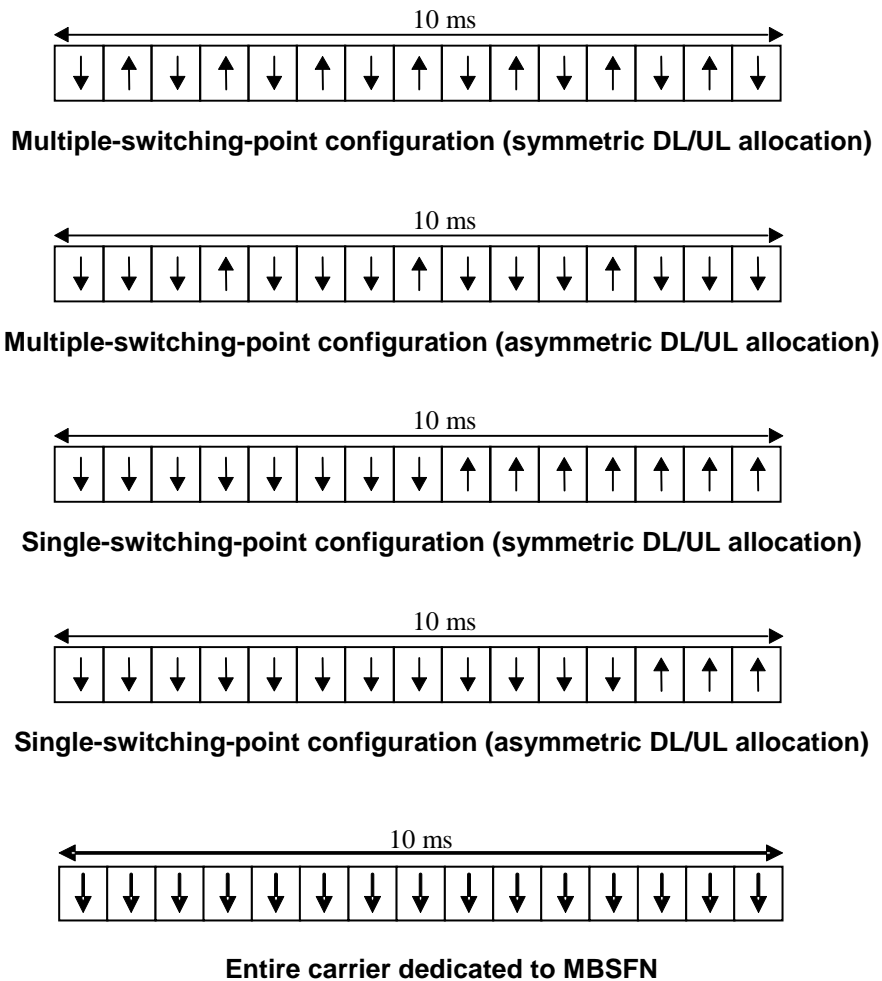 10 ms
Multiple-switching-point configuration (symmetric DL/UL allocation)
10 ms
Multiple-switching-point configuration (asymmetric DL/UL allocation)
10 ms
Single-switching-point configuration (symmetric DL/UL allocation)
10 ms
Single-switching-point configuration (asymmetric DL/UL allocation)
10 ms
Entire carrier dedicated to MBSFN